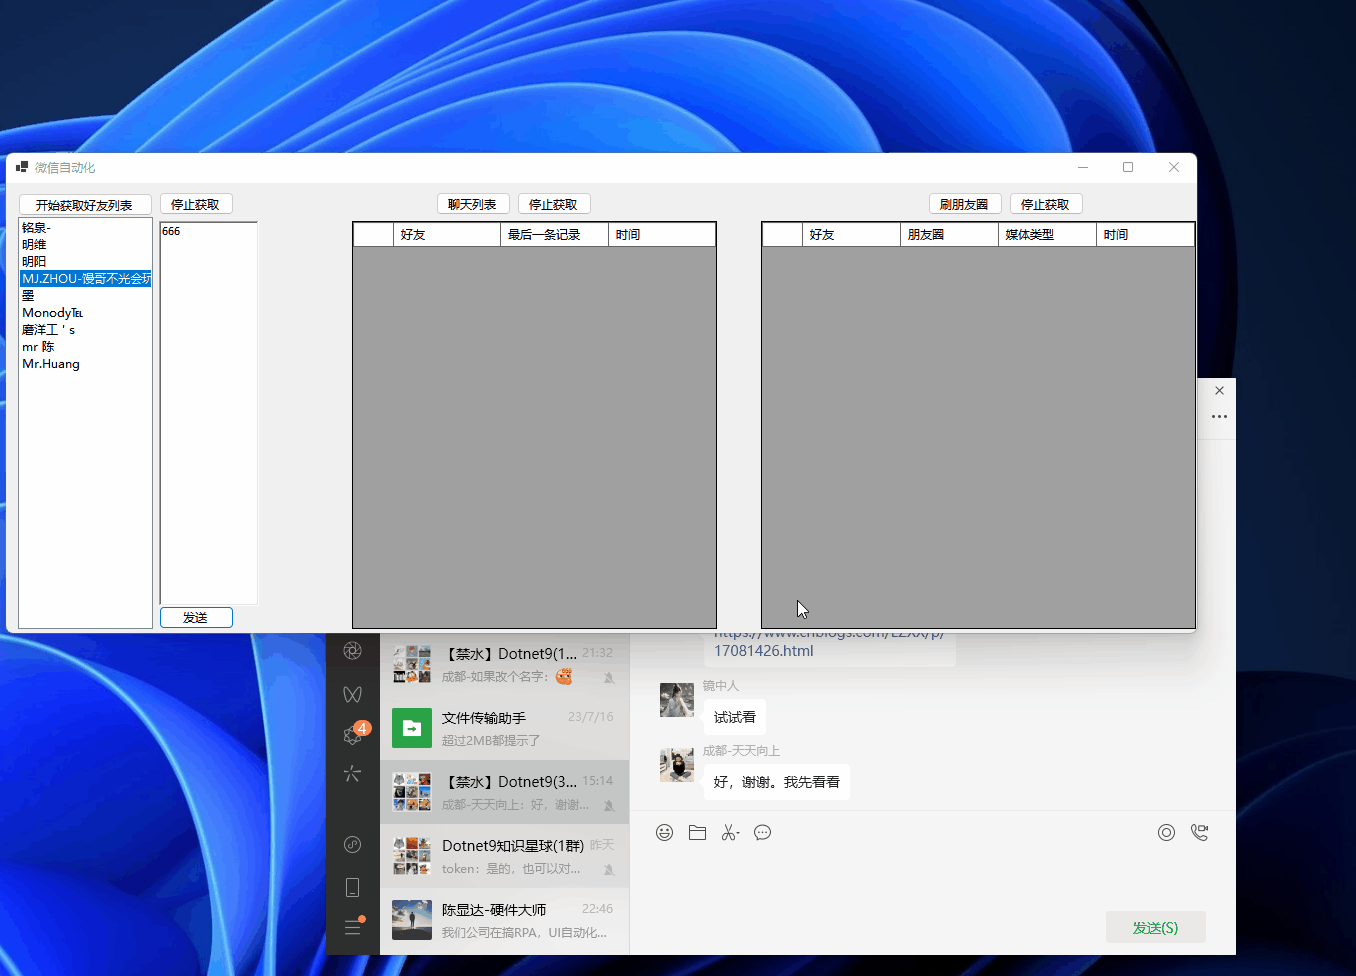 微信自动化
开始获取好友列表
停止获取
聊天列表
停止获取
刷朋友圈
停止获取
铭泉-
明维
明阳
MJ.ZHOU-馒哥不光会玩
墨
Monody℡
磨洋工＇s
mr 陈
Mr.Huang
666
发送
好友
最后一条记录
时间
好友
朋友圈
媒体类型
时间
4
【禁水】Dotnet9(1...
21:32
成都-如果改个名字：
文件传输助手
23/7/16
超过2MB都提示了
【禁水】Dotnet9(3...
15:14
成都-天天向上：好，谢谢...
Dotnet9知识星球(1群)
昨天
token：是的，也可以对...
陈显达-硬件大师
22:46
我们公司在搞RPA，UI自动化...
https://www.cnblogs.com/LZXX/p/
17081426.html
镜中人
试试看
成都-天天向上
好，谢谢。我先看看
发送(S)